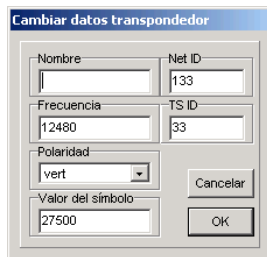 Cambiar datos transpondedor
Nombre
Net ID
133
Frecuencia
TS ID
12480
33
Polaridad
vert
Cancelar
Valor del símbolo
27500
OK